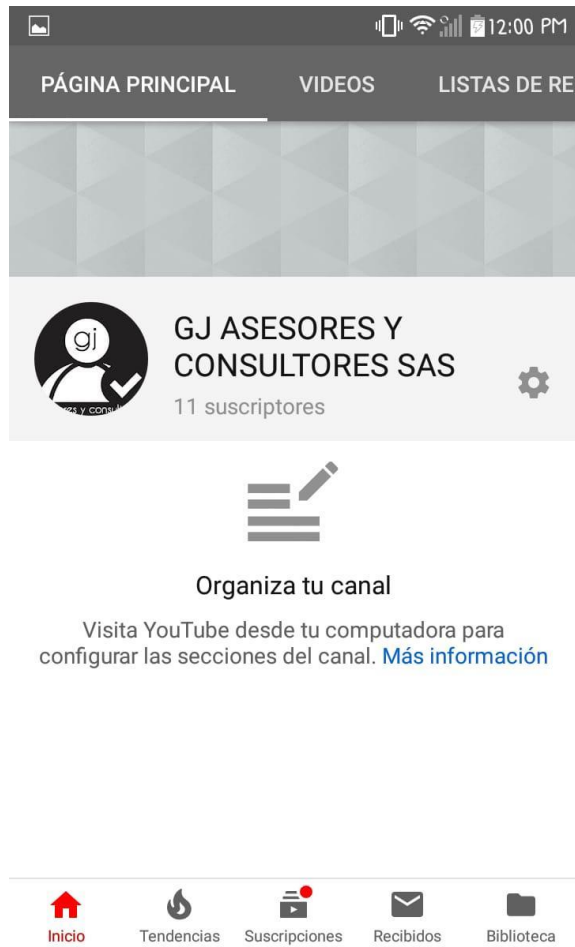 12:00 PM
PÁGINA PRINCIPAL VIDEOS LISTAS DE RE
gj
GJ ASESORES Y
CONSULTORES SAS
11 suscriptores
Organiza tu canal
Visita YouTube desde tu computadora para
configurar las secciones del canal. Más información
Inicio Tendencias Suscripciones Recibidos Biblioteca